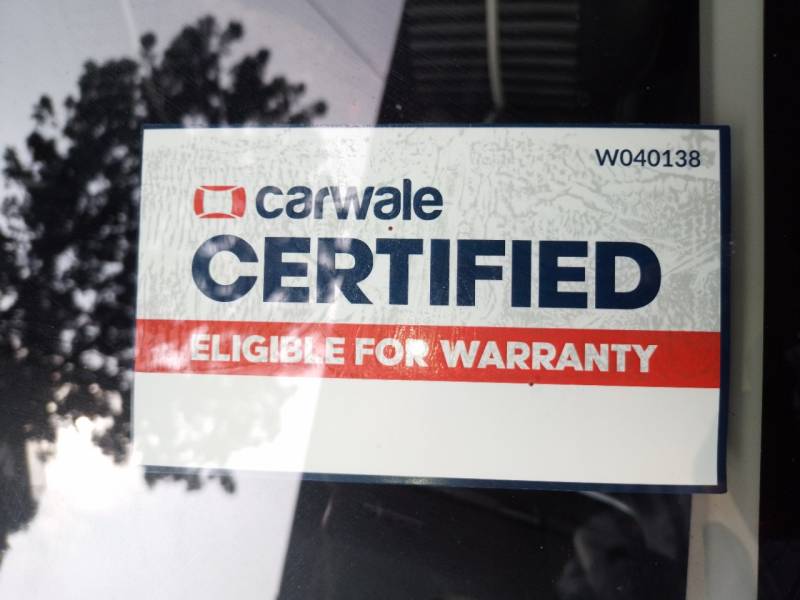 W040138
carwale
CERTIFIED
ELIGIBLE FOR WARRANTY